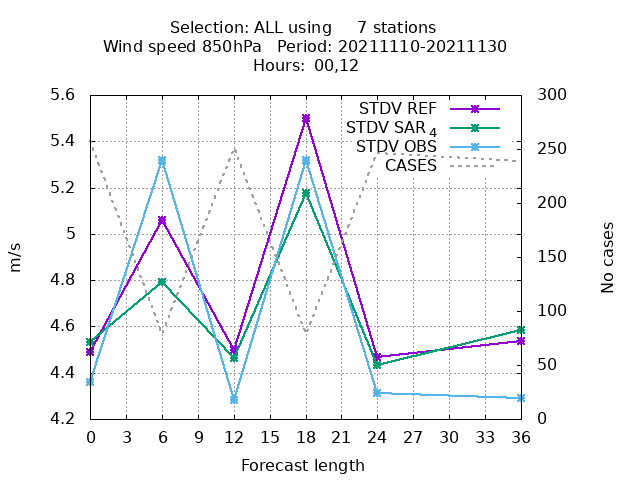 Selection: ALL using     7 stations
Wind speed 850hPa   Period: 20211110-20211130
Hours:  00,12
STDV REF
STDV SAR 4
STDV OBS
CASES
5.6
5.4
5.2
5
4.8
4.6
4.4
4.2
300
250
200
150
100
50
0
m/s
No cases
0 3 6 9 12 15 18 21 24 27 30 33 36
Forecast length